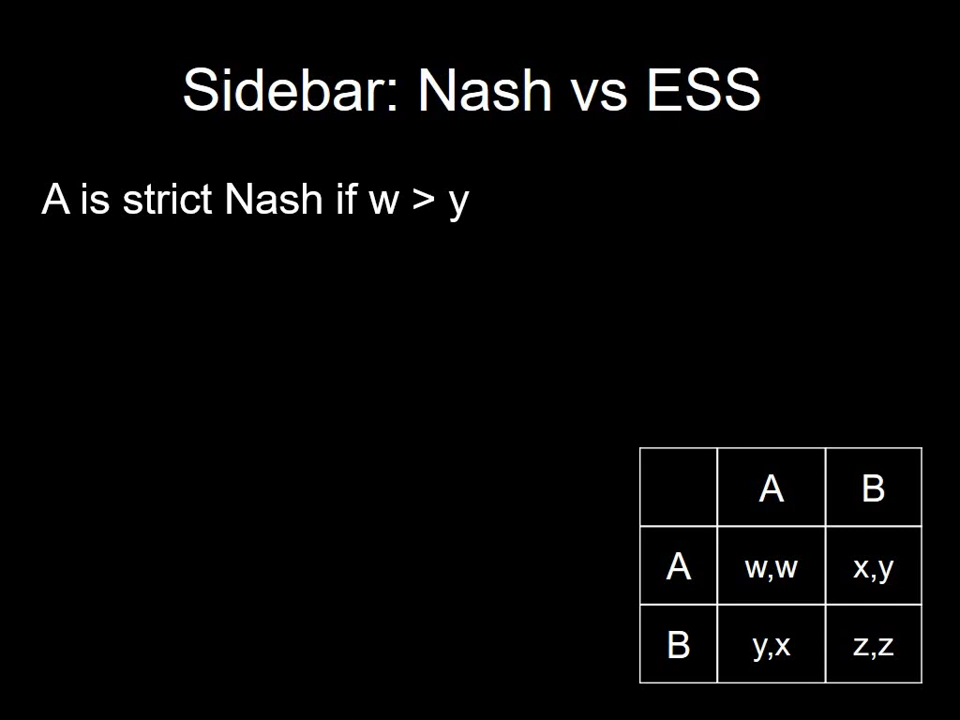 Sidebar: Nash vs ESS
A is strict Nash if w > y
A B
A w,w x,y
B y,x z,z